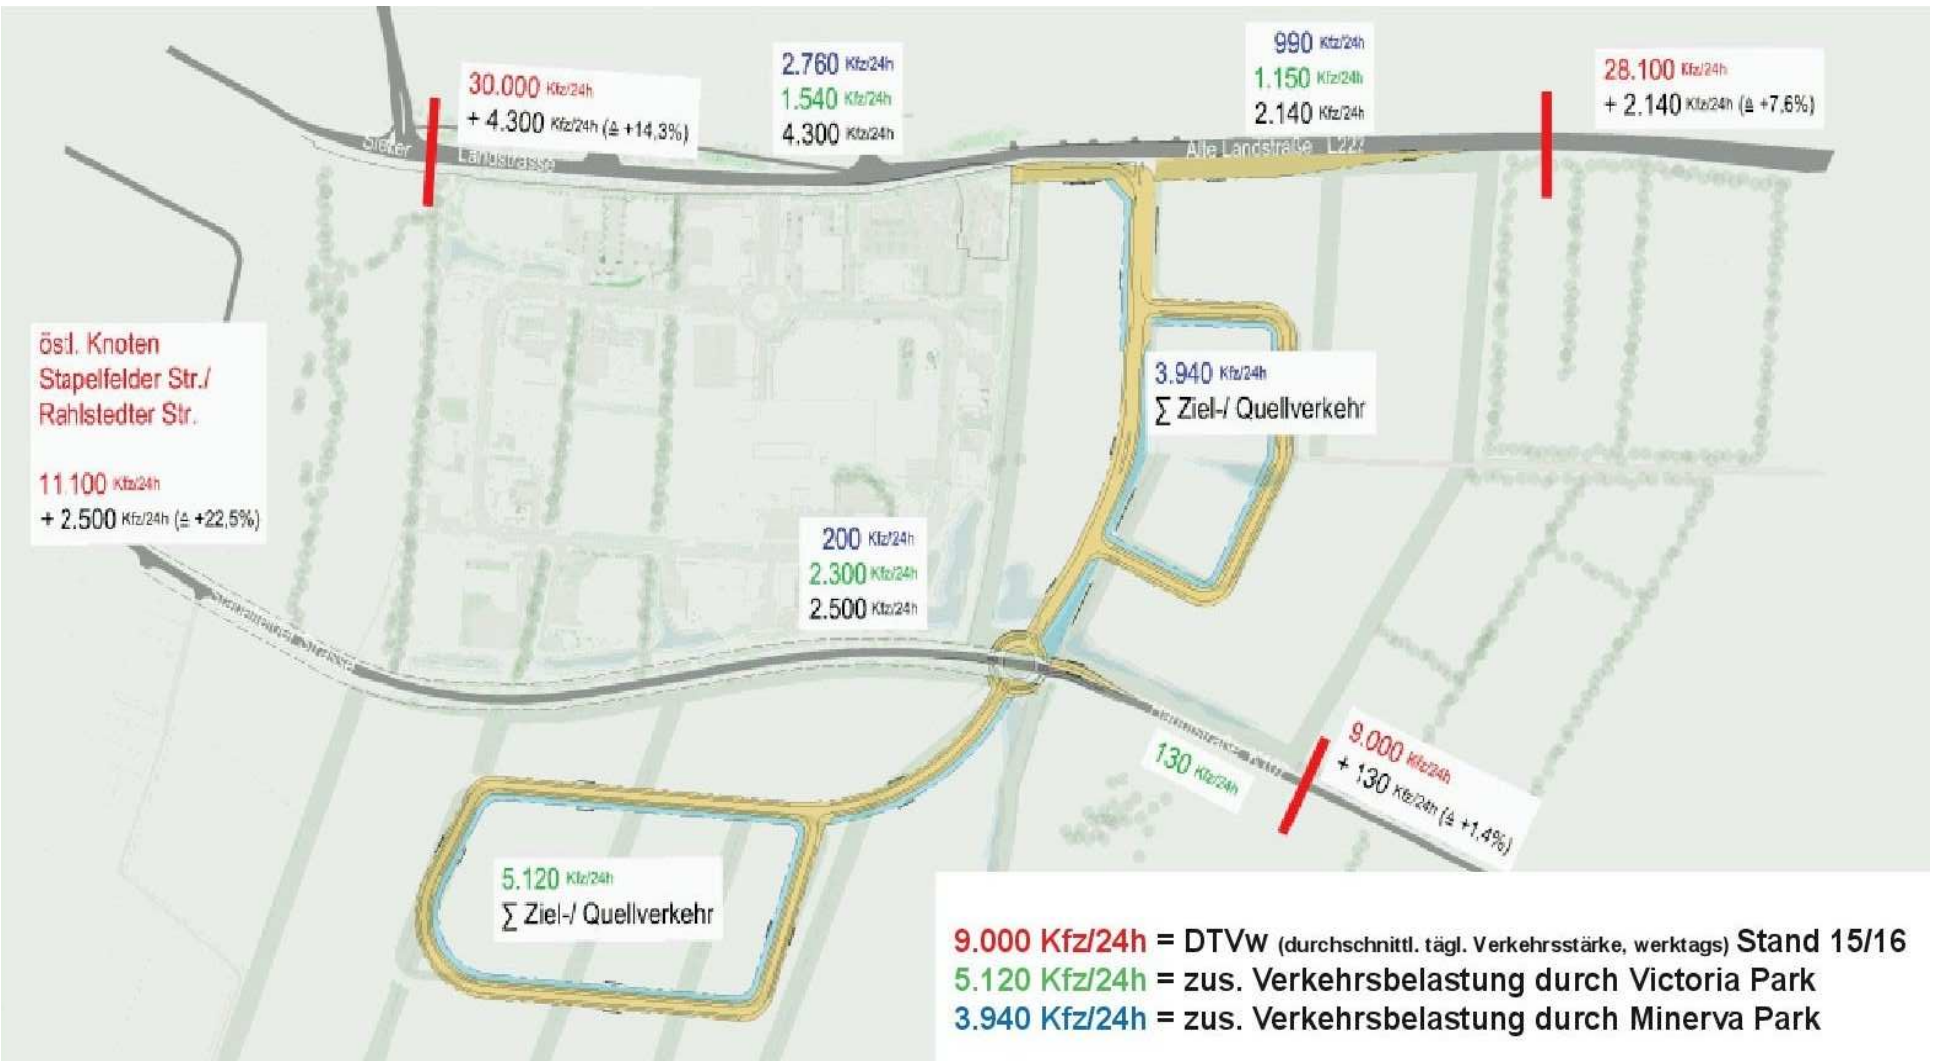 30.000 Kfz/24h
+ 4.300 Kfz/24h (≙ +14,3%)
2.760 Kfz/24h
1.540 Kfz/24h
4.300 Kfz/24h
990 Kfz/24h
1.150 Kfz/24h
2.140 Kfz/24h
28.100 Kfz/24h
+ 2.140 Kfz/24h (≙ +7,6%)
Sieker Landstrasse
Alte Landstraße L222
östl. Knoten
Stapelfelder Str./
Rahlstedter Str.
11.100 Kfz/24h
+ 2.500 Kfz/24h (≙ +22,5%)
3.940 Kfz/24h
∑ Ziel-/ Quellverkehr
200 Kfz/24h
2.300 Kfz/24h
2.500 Kfz/24h
130 Kfz/24h
9.000 Kfz/24h
+ 130 Kfz/24h (≙ +1,4%)
5.120 Kfz/24h
∑ Ziel-/ Quellverkehr
9.000 Kfz/24h = DTVw (durchschnittl. tägl. Verkehrsstärke, werktags) Stand 15/16
5.120 Kfz/24h = zus. Verkehrsbelastung durch Victoria Park
3.940 Kfz/24h = zus. Verkehrsbelastung durch Minerva Park